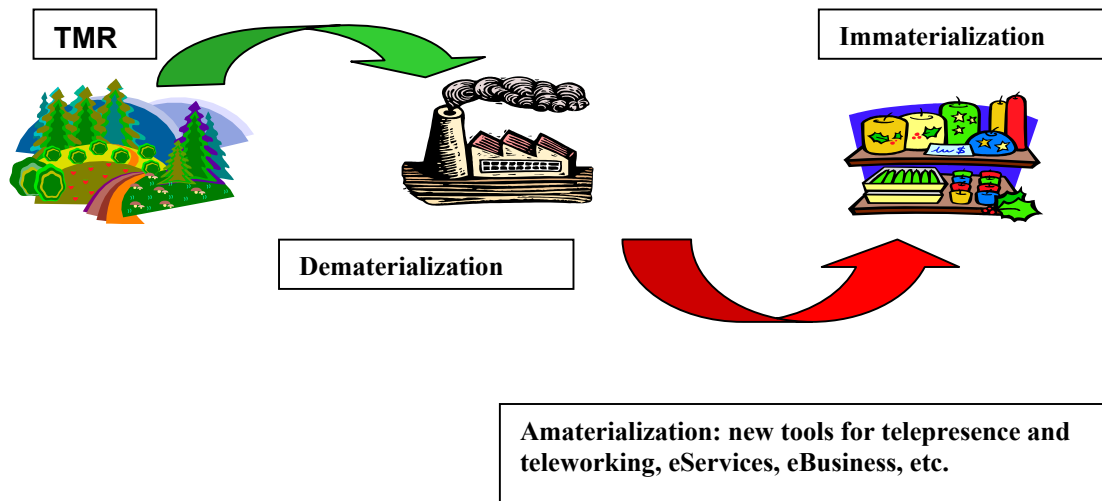 TMR
Immaterialization
Dematerialization
Amaterialization: new tools for telepresence and
teleworking, eServices, eBusiness, etc.